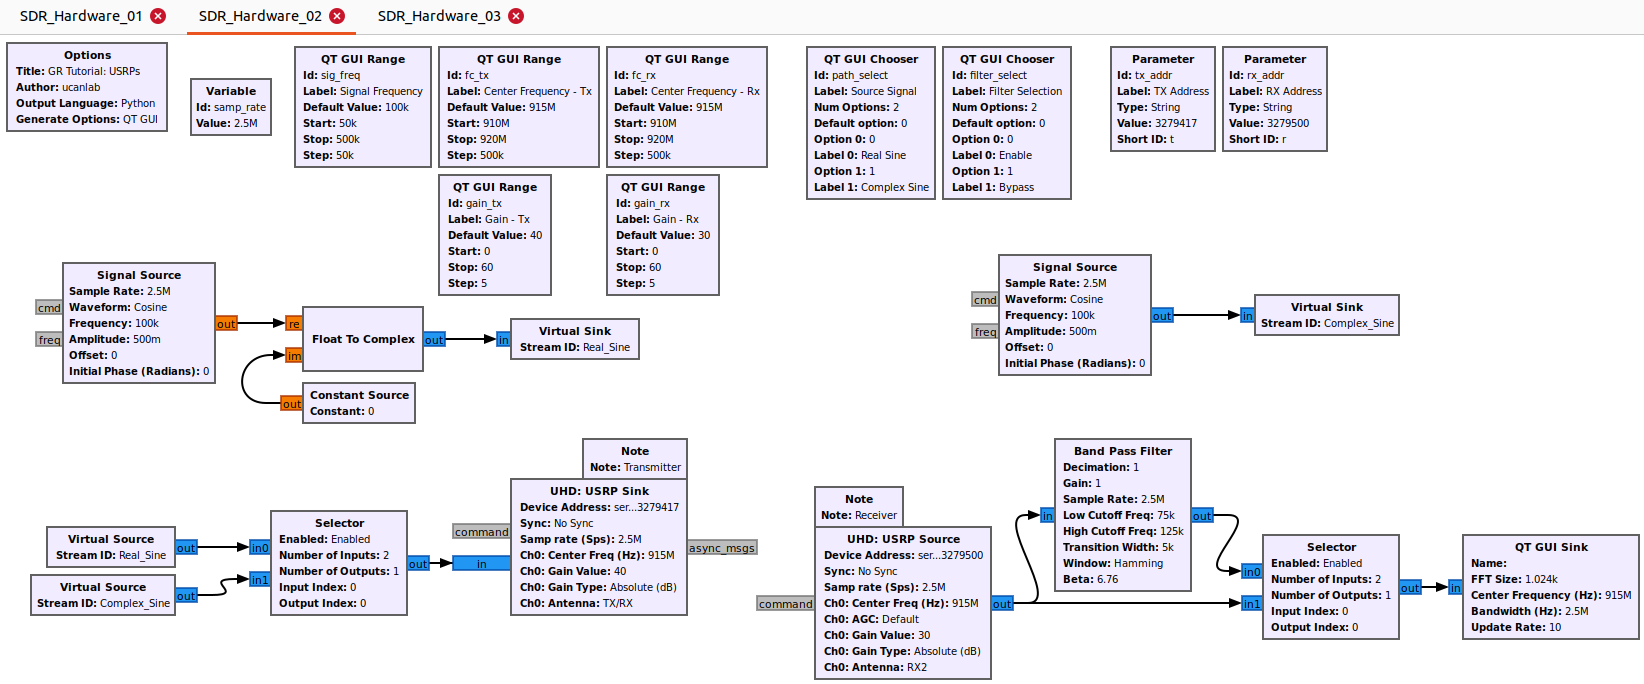 SDR_Hardware_01
SDR_Hardware_02
SDR_Hardware_03
Options
Title: GR Tutorial: USRPs
Author: ucanlab
Output Language: Python
Generate Options: QT GUI
Variable
Id: samp_rate
Value: 2.5M
QT GUI Range
Id: sig_freq
Label: Signal Frequency
Default Value: 100k
Start: 50k
Stop: 500k
Step: 50k
QT GUI Range
Id: fc_tx
Label: Center Frequency - Tx
Default Value: 915M
Start: 910M
Stop: 920M
Step: 500k
QT GUI Range
Id: fc_rx
Label: Center Frequency - Rx
Default Value: 915M
Start: 910M
Stop: 920M
Step: 500k
QT GUI Chooser
Id: path_select
Label: Source Signal
Num Options: 2
Default option: 0
Option 0: 0
Label 0: Real Sine
Option 1: 1
Label 1: Complex Sine
QT GUI Chooser
Id: filter_select
Label: Filter Selection
Num Options: 2
Default option: 0
Option 0: 0
Label 0: Enable
Option 1: 1
Label 1: Bypass
Parameter
Id: tx_addr
Label: TX Address
Type: String
Value: 3279417
Short ID: t
Parameter
Id: rx_addr
Label: RX Address
Type: String
Value: 3279500
Short ID: r
QT GUI Range
Id: gain_tx
Label: Gain - Tx
Default Value: 40
Start: 0
Stop: 60
Step: 5
QT GUI Range
Id: gain_rx
Label: Gain - Rx
Default Value: 30
Start: 0
Stop: 60
Step: 5
cmd
freq
Signal Source
Sample Rate: 2.5M
Waveform: Cosine
Frequency: 100k
Amplitude: 500m
Offset: 0
Initial Phase (Radians): 0
out
re
im
Float To Complex
out
out
Constant Source
Constant: 0
in
Virtual Sink
Stream ID: Real_Sine
cmd
freq
Signal Source
Sample Rate: 2.5M
Waveform: Cosine
Frequency: 100k
Amplitude: 500m
Offset: 0
Initial Phase (Radians): 0
out
in
Virtual Sink
Stream ID: Complex_Sine
Virtual Source
Stream ID: Real_Sine
out
Virtual Source
Stream ID: Complex_Sine
out
in0
in1
Selector
Enabled: Enabled
Number of Inputs: 2
Number of Outputs: 1
Input Index: 0
Output Index: 0
out
Note
Note: Transmitter
command
in
UHD: USRP Sink
Device Address: ser...3279417
Sync: No Sync
Samp rate (Sps): 2.5M
Ch0: Center Freq (Hz): 915M
Ch0: Gain Value: 40
Ch0: Gain Type: Absolute (dB)
Ch0: Antenna: TX/RX
async_msgs
Note
Note: Receiver
command
UHD: USRP Source
Device Address: ser...3279500
Sync: No Sync
Samp rate (Sps): 2.5M
Ch0: Center Freq (Hz): 915M
Ch0: AGC: Default
Ch0: Gain Value: 30
Ch0: Gain Type: Absolute (dB)
Ch0: Antenna: RX2
out
in
Band Pass Filter
Decimation: 1
Gain: 1
Sample Rate: 2.5M
Low Cutoff Freq: 75k
High Cutoff Freq: 125k
Transition Width: 5k
Window: Hamming
Beta: 6.76
out
in0
in1
Selector
Enabled: Enabled
Number of Inputs: 2
Number of Outputs: 1
Input Index: 0
Output Index: 0
out
in
QT GUI Sink
Name:
FFT Size: 1.024k
Center Frequency (Hz): 915M
Bandwidth (Hz): 2.5M
Update Rate: 10